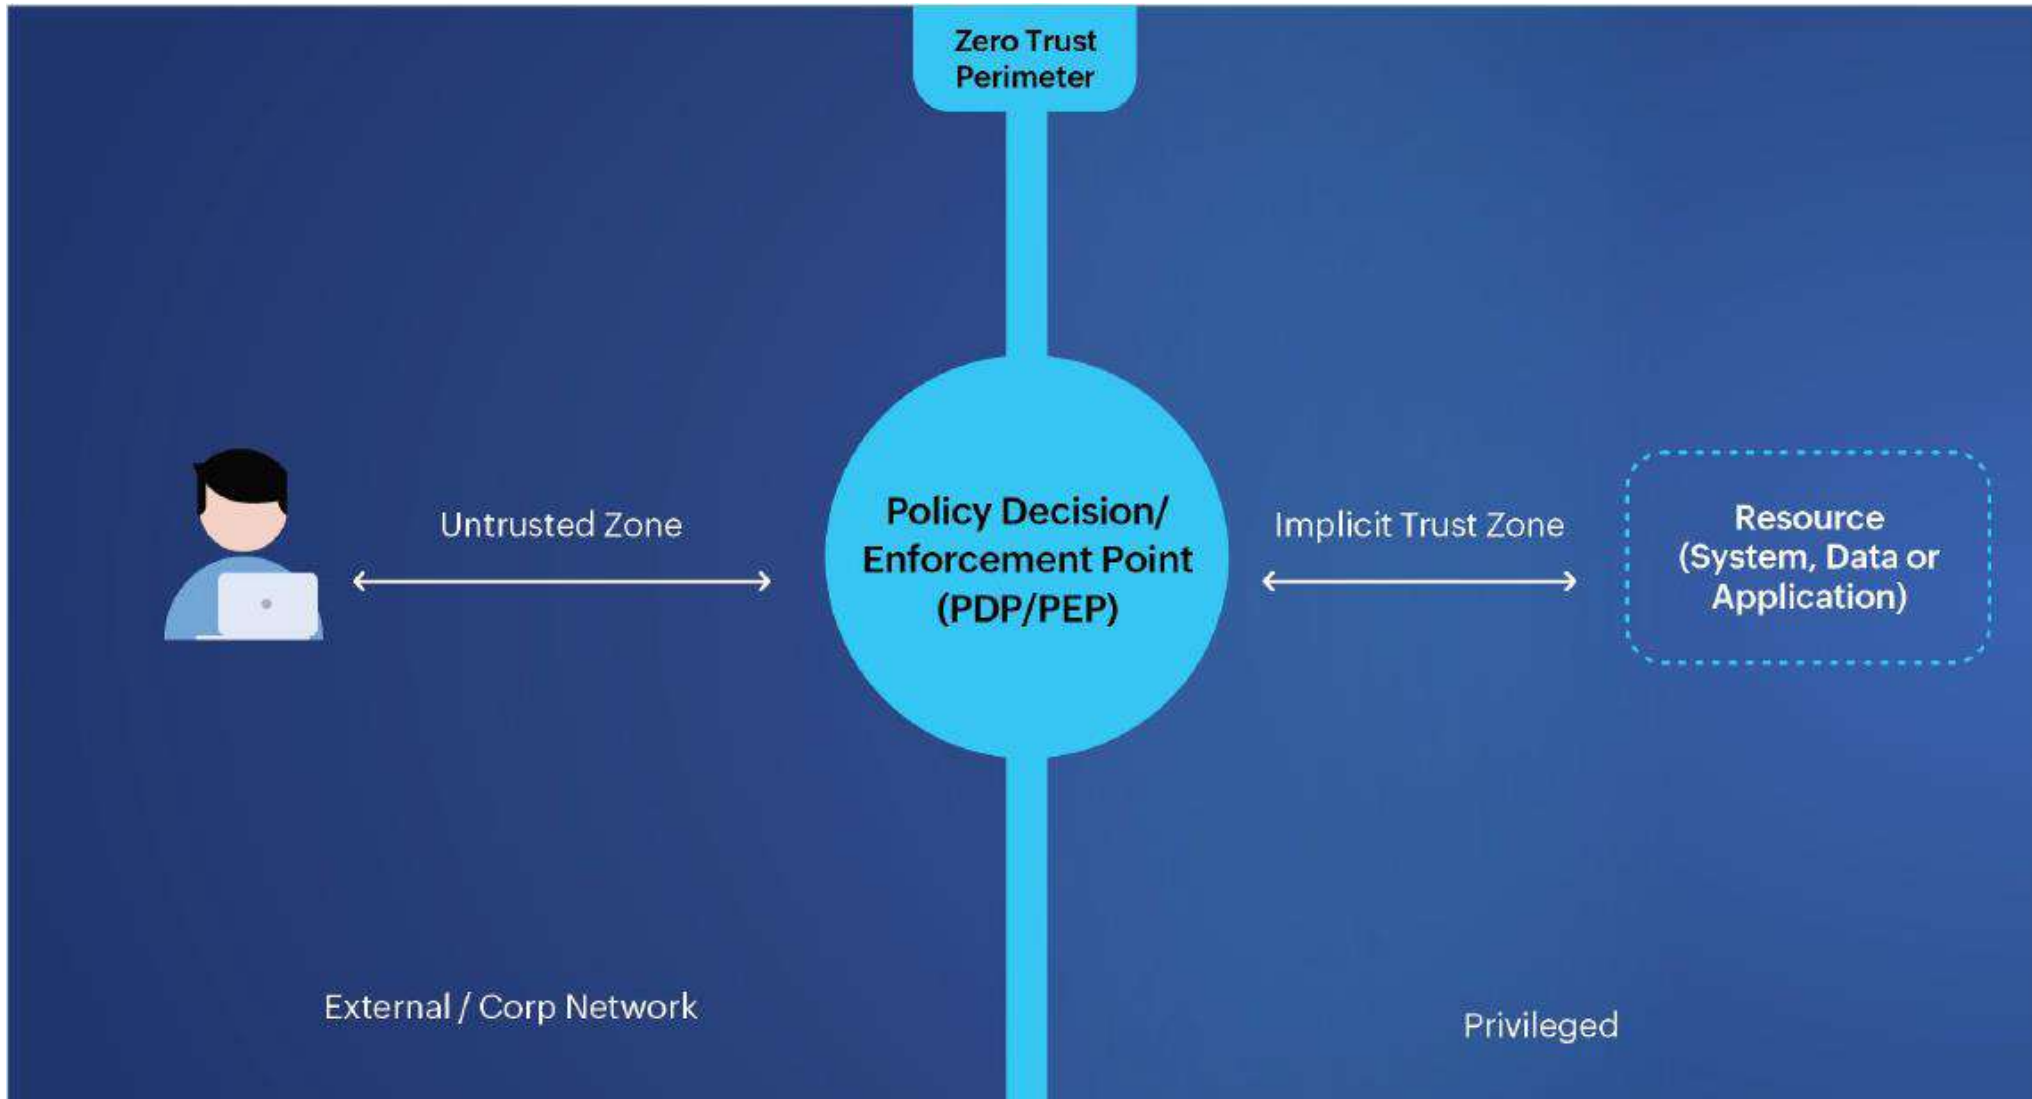 Zero Trust
Perimeter
Untrusted Zone
Policy Decision/
Enforcement Point
(PDP/PEP)
Implicit Trust Zone
Resource
(System, Data or
Application)
External / Corp Network
Privileged